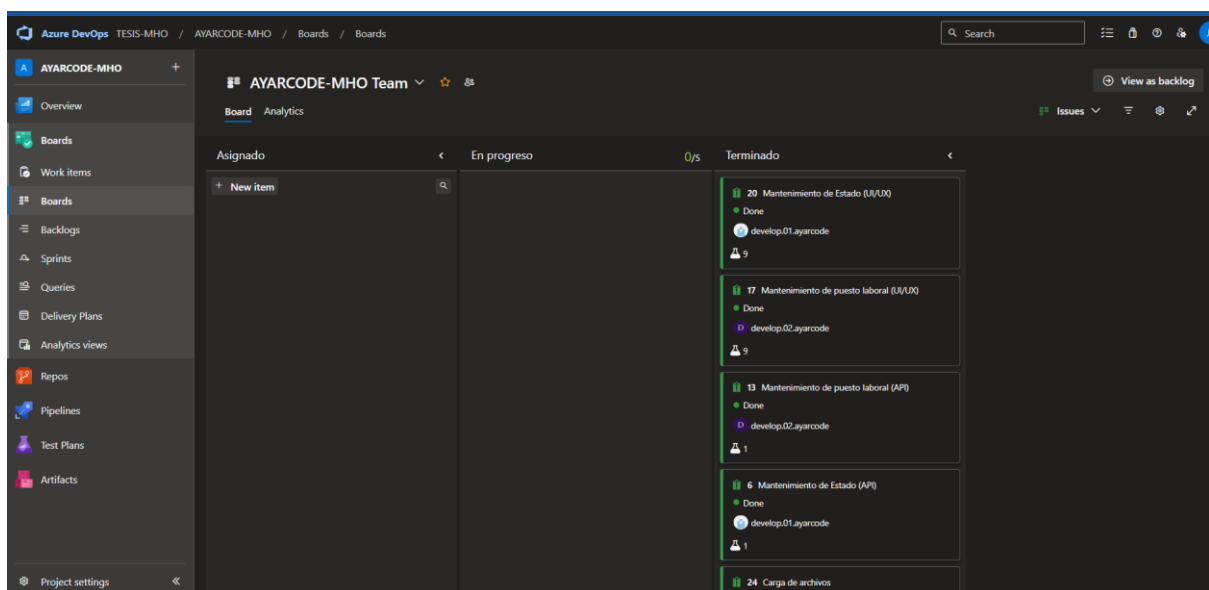 Azure DevOps TESIS-MHO / AYARCODE-MHO / Boards / Boards
Search
A AYARCODE-MHO +
Overview
Boards
Work items
Boards
Backlogs
Sprints
Queries
Delivery Plans
Analytics views
Repos
Pipelines
Test Plans
Artifacts
Project settings
AYARCODE-MHO Team
View as backlog
Board Analytics
Issues
Asignado
+ New item
En progreso 0/5
Terminado
20 Mantenimiento de Estado (UI/UX)
Done
develop.01.ayarcode
9
17 Mantenimiento de puesto laboral (UI/UX)
Done
D develop.02.ayarcode
9
13 Mantenimiento de puesto laboral (API)
Done
D develop.02.ayarcode
1
6 Mantenimiento de Estado (API)
Done
develop.01.ayarcode
1
24 Carga de archivos